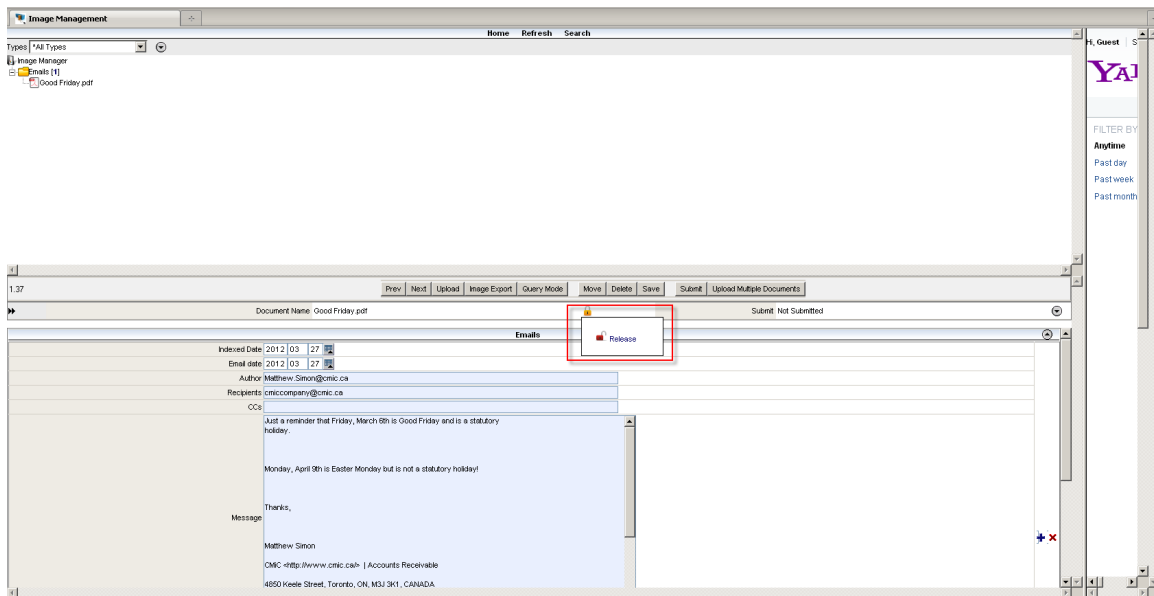 Image Management
Home Refresh Search
Types *All Types
Image Manager
Emails [1]
Good Friday.pdf
Hi, Guest S
YA
FILTER BY
Anytime
Past day
Past week
Past month
1.37
Prev Next Upload Image Export Query Mode Move Delete Save Submit Upload Multiple Documents
Document Name Good Friday.pdf Submit Not Submitted
Release
Emails
Indexed Date 2012 03 27
Email date 2012 03 27
Author Matthew.Simon@cmic.ca
Recipients cmiccompany@cmic.ca
CCs
Message
Just a reminder that Friday, March 6th is Good Friday and is a statutory
holiday.
Monday, April 9th is Easter Monday but is not a statutory holiday!
Thanks,
Matthew Simon
CMiC <http://www.cmic.ca/> | Accounts Receivable
4850 Keele Street, Toronto, ON, M3J 3K1, CANADA